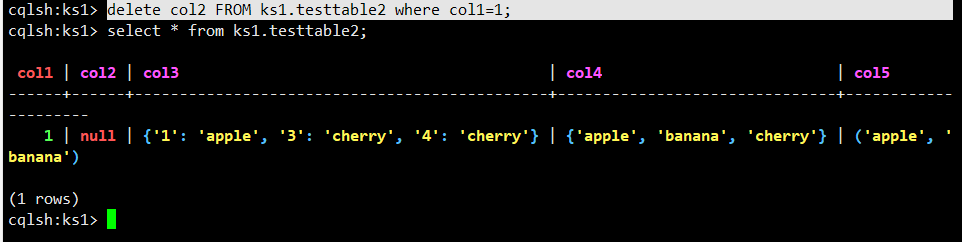 cqlsh:ks1> delete col2 FROM ks1.testtable2 where col1=1;
cqlsh:ks1> select * from ks1.testtable2;
col1 | col2 | col3 | col4 | col5
------+------+--------------------------------------------+-----------------------------+------------
---------
1 | null | {'1': 'apple', '3': 'cherry', '4': 'cherry'} | {'apple', 'banana', 'cherry'} | ('apple', '
banana')
(1 rows)
cqlsh:ks1>